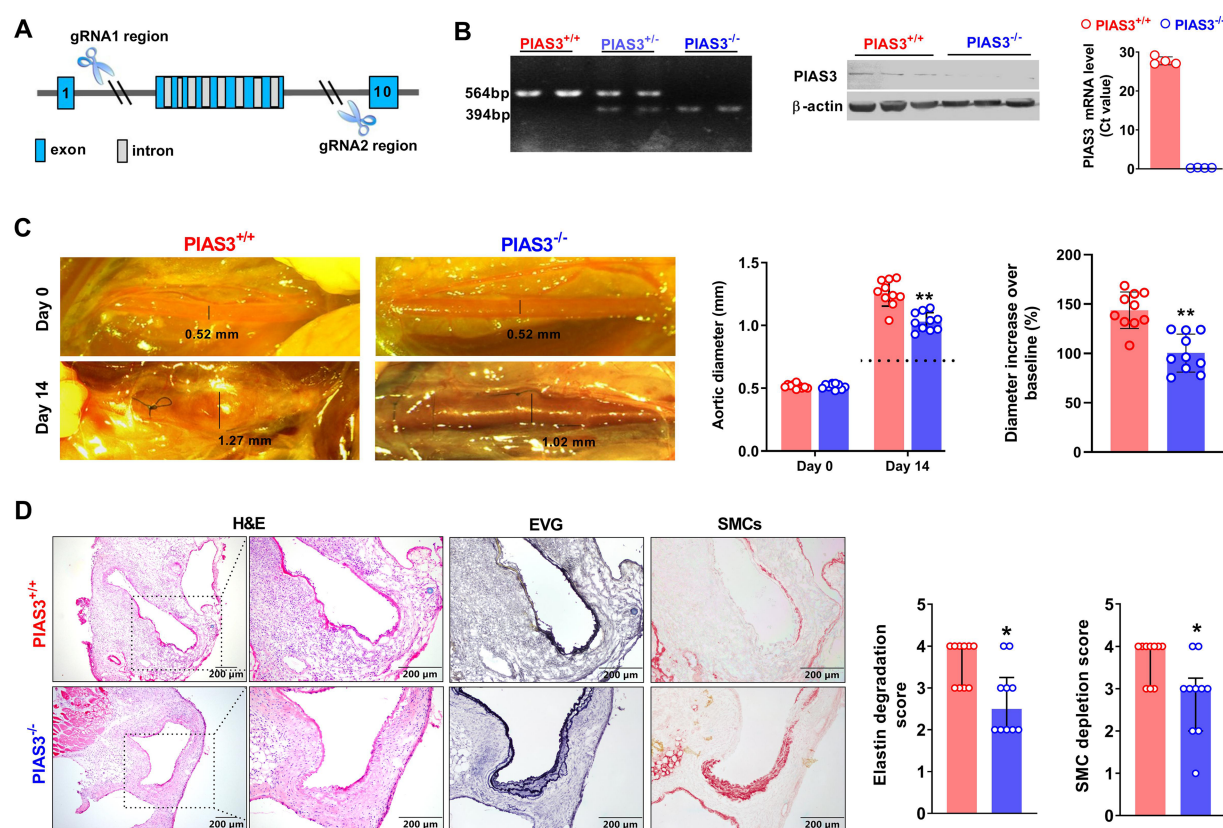 A
gRNA1 region
1
10
gRNA2 region
exon
intron
B
PIAS3+/+
PIAS3+/-
PIAS3-/-
564bp
394bp
PIAS3+/+
PIAS3-/-
PIAS3
β-actin
PIAS3+/+
PIAS3-/-
PIAS3 mRNA level
(Ct value)
30
20
10
0
C
PIAS3+/+
PIAS3-/-
Day 0
0.52 mm
0.52 mm
Day 14
1.27 mm
1.02 mm
Aortic diameter (mm)
1.5
1.0
0.5
0.0
**
Day 0
Day 14
Diameter increase over
baseline (%)
200
150
100
50
0
**
D
H&E
EVG
SMCs
PIAS3+/+
200 µm
200 µm
200 µm
200 µm
PIAS3-/-
200 µm
200 µm
200 µm
200 µm
Elastin degradation
score
5
4
3
2
1
0
*
SMC depletion score
5
4
3
2
1
0
*